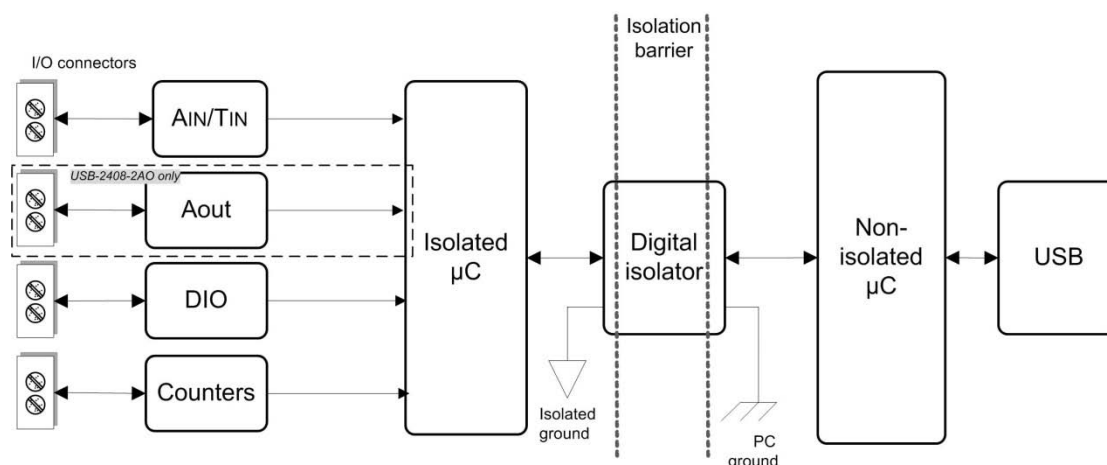 Isolation
barrier
I/O connectors
AIN/TIN
USB-2408-2AO only
Aout
Isolated
µC
Digital
isolator
Non-
isolated
µC
USB
DIO
Counters
Isolated
ground
PC
ground